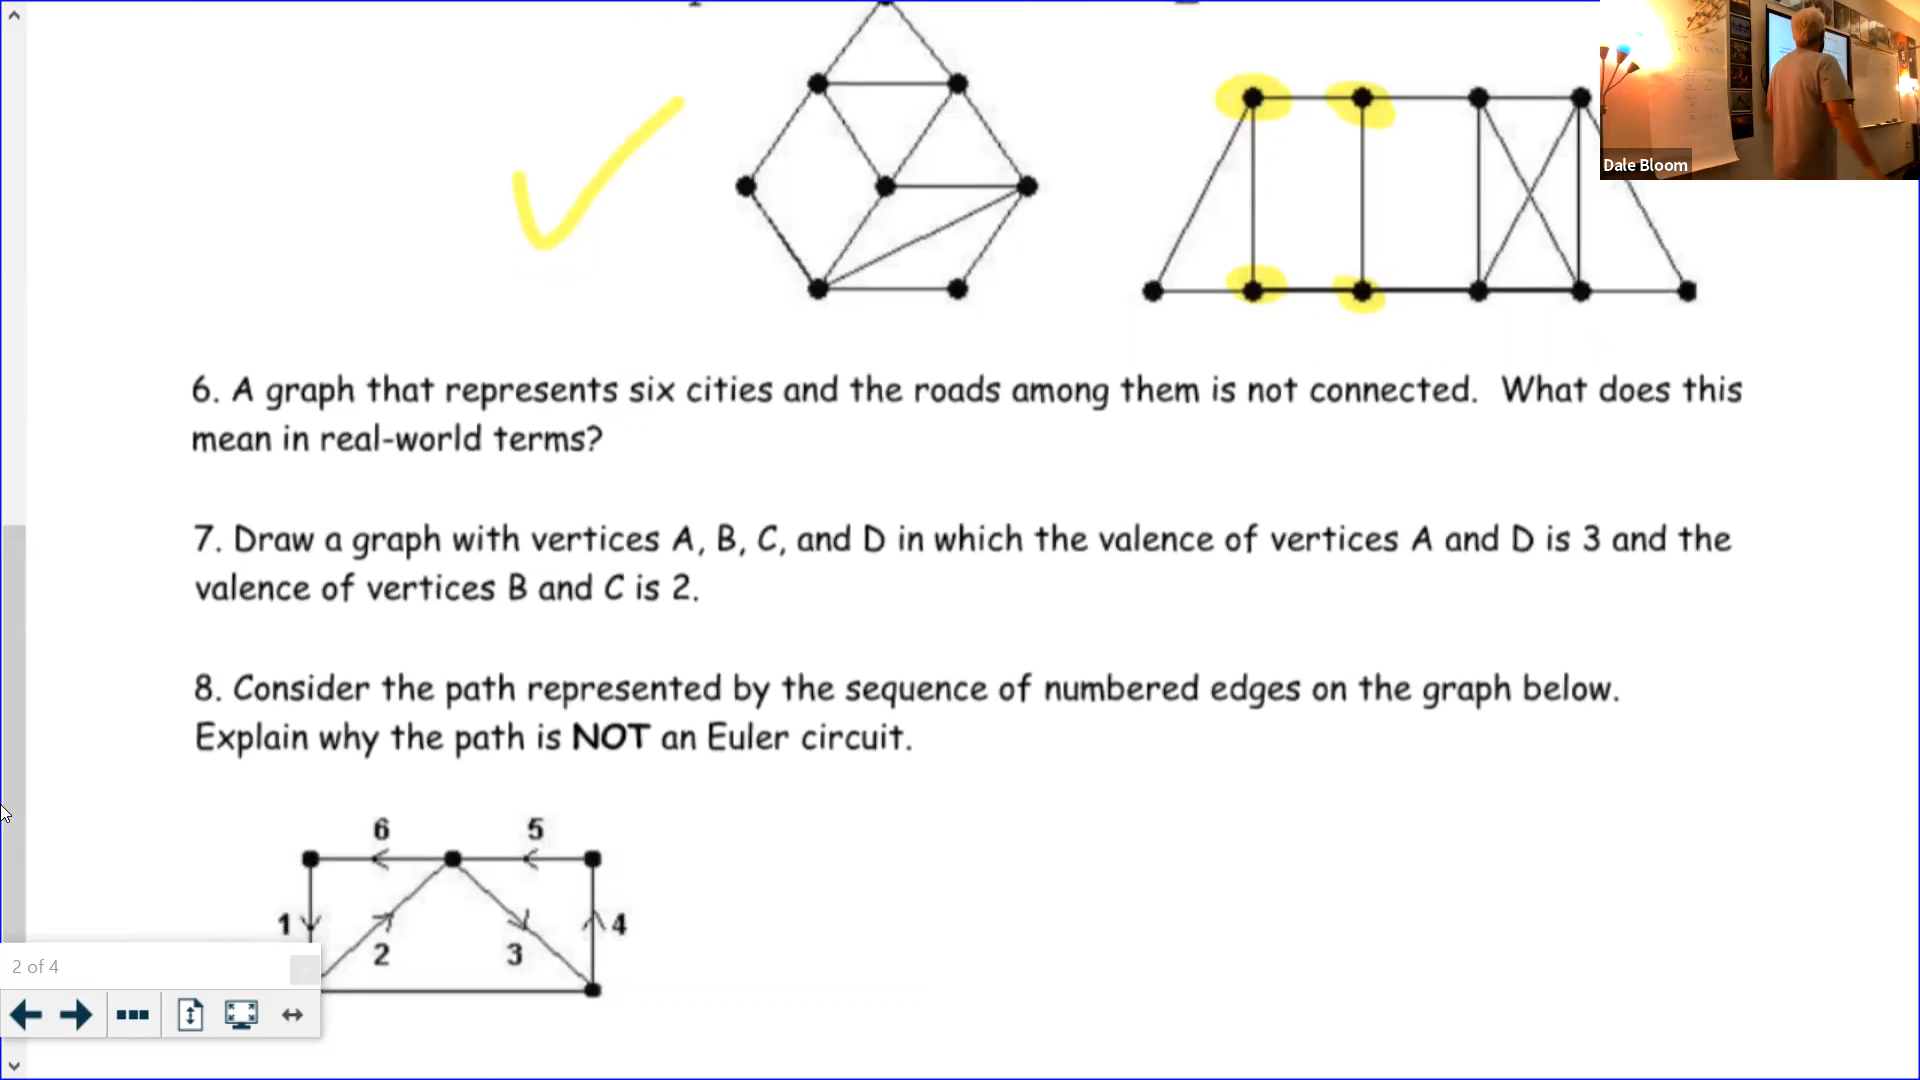 Dale Bloom
6. A graph that represents six cities and the roads among them is not connected. What does this
mean in real-world terms?
7. Draw a graph with vertices A, B, C, and D in which the valence of vertices A and D is 3 and the
valence of vertices B and C is 2.
8. Consider the path represented by the sequence of numbered edges on the graph below.
Explain why the path is NOT an Euler circuit.
6 5
1 4
2 3
2 of 4